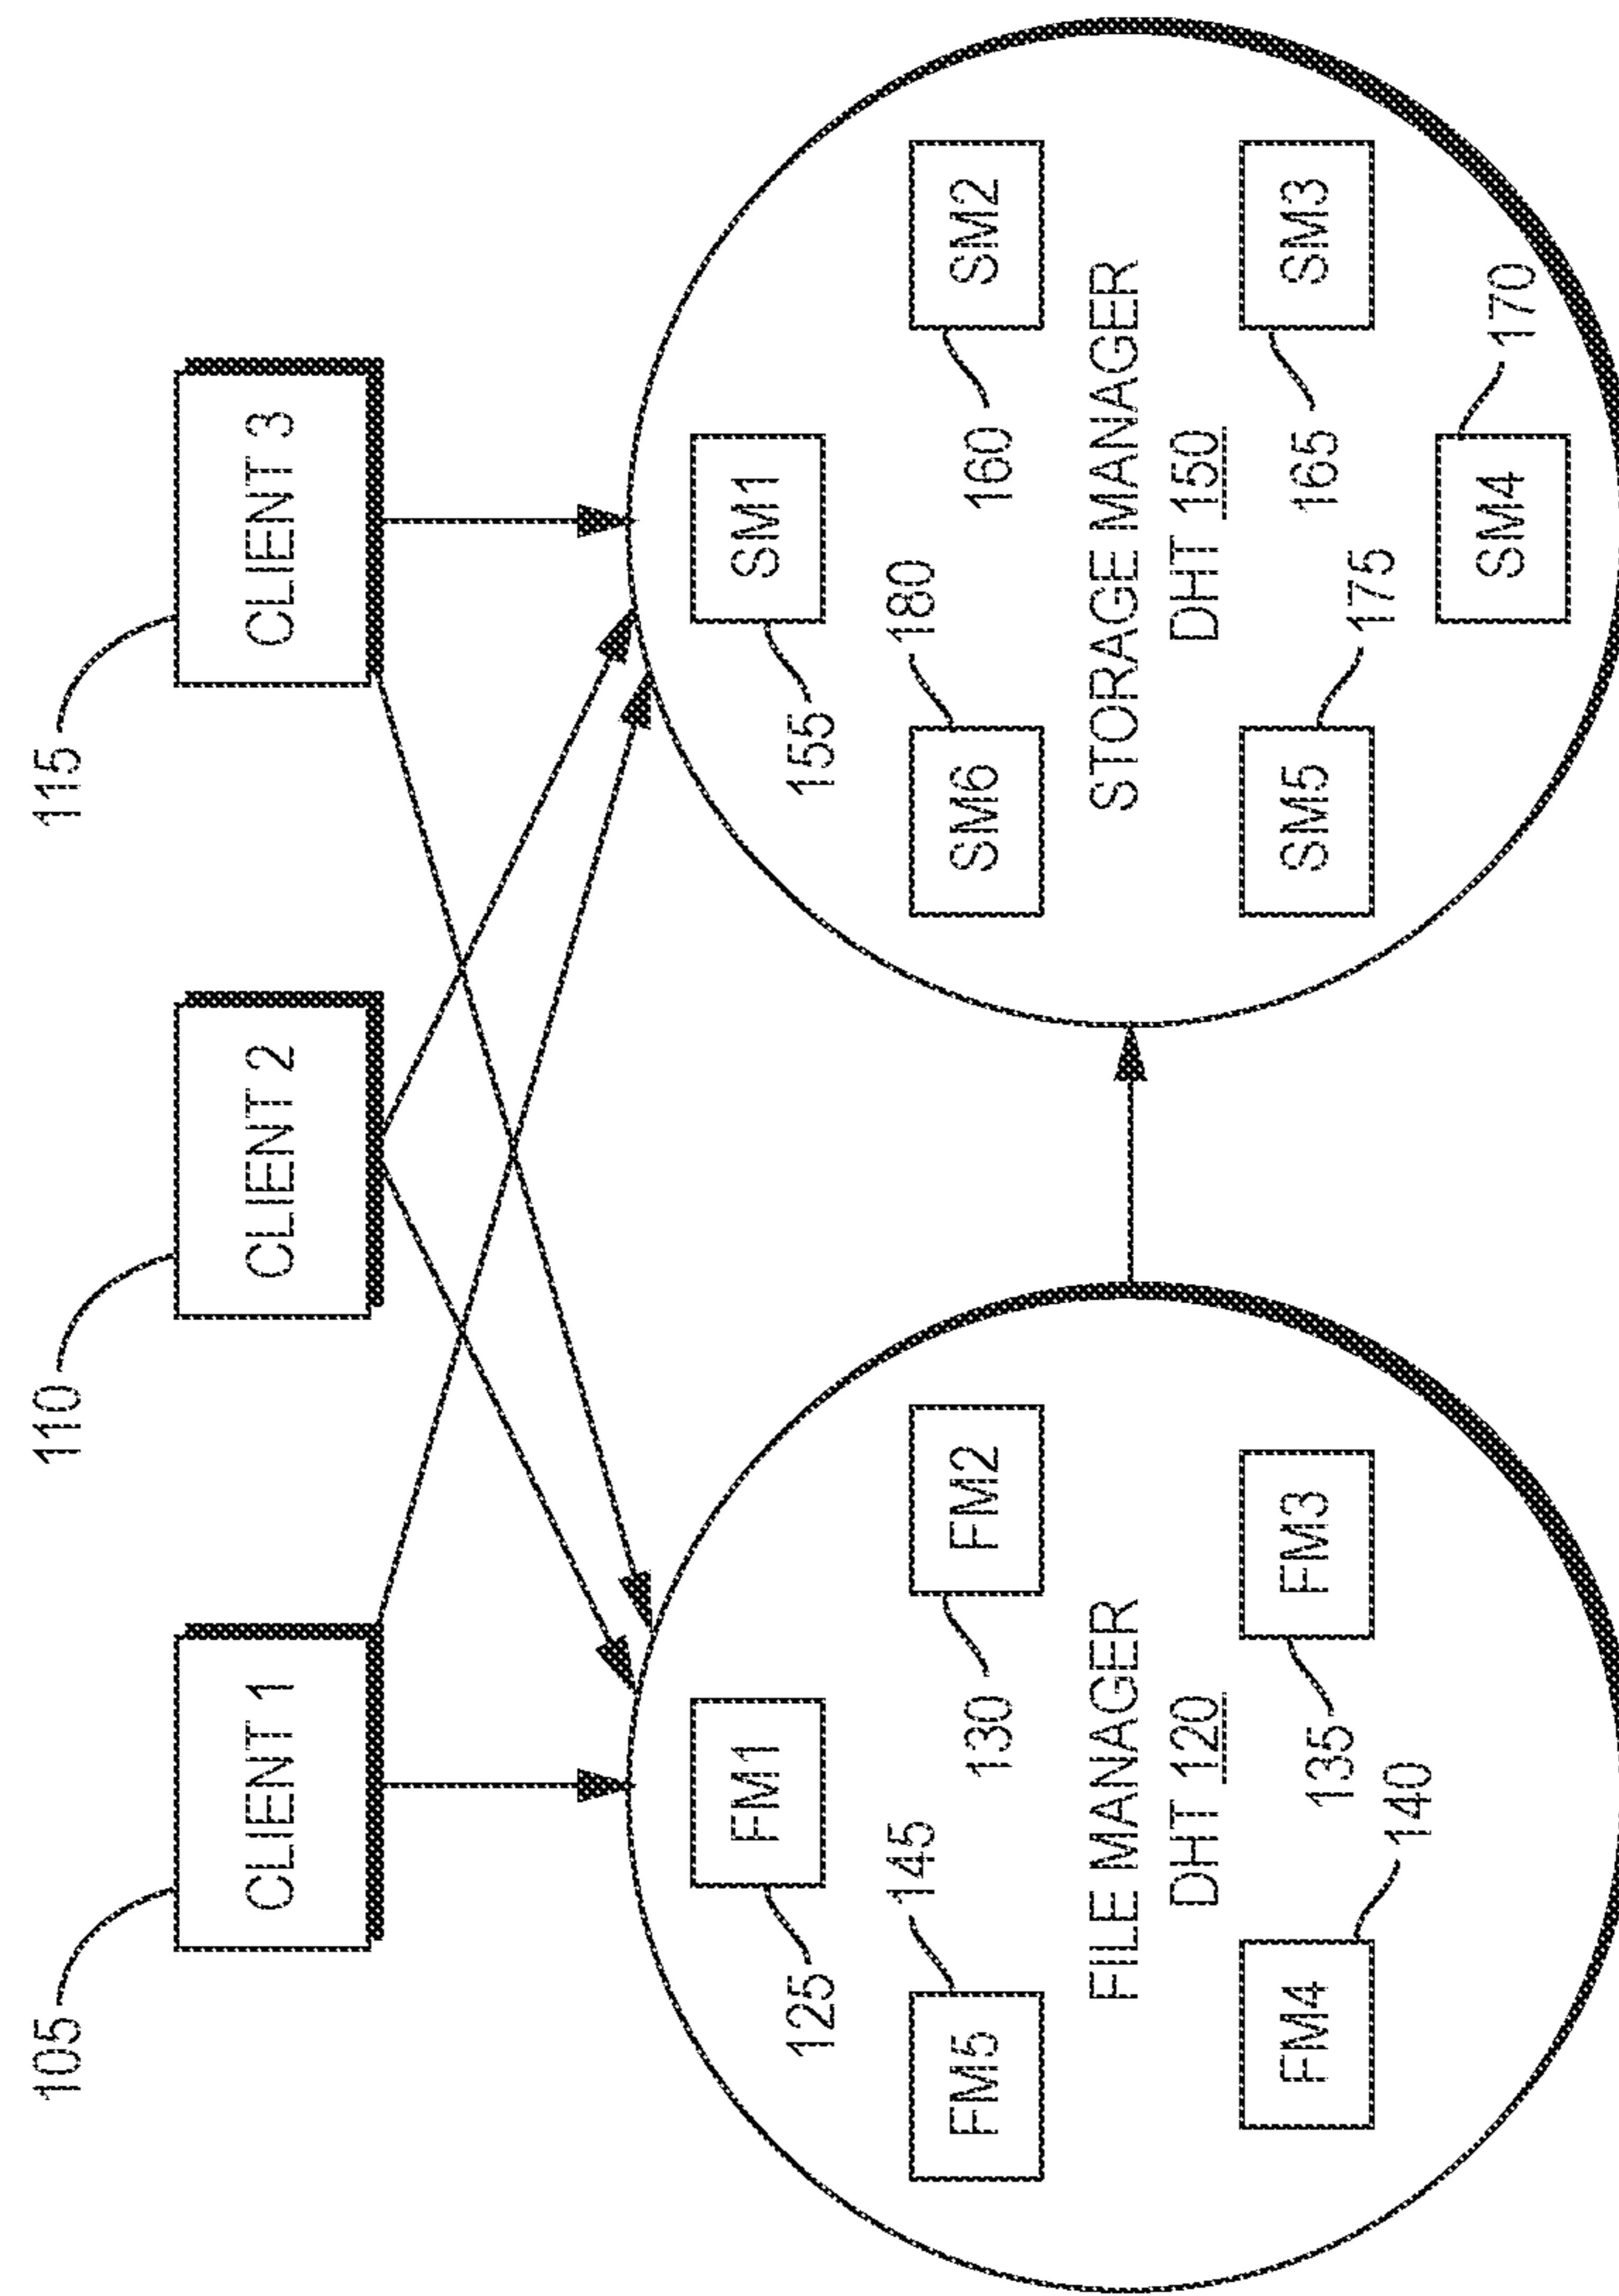 105
110
115
CLIENT 1
CLIENT 2
CLIENT 3
FM1
125
FM5
145
130
FM2
FILE MANAGER
DHT 120
FM4
140
135
FM3
SM1
155
SM6
180
160
SM2
STORAGE MANAGER
DHT 150
SM5
175
165
SM3
SM4
170